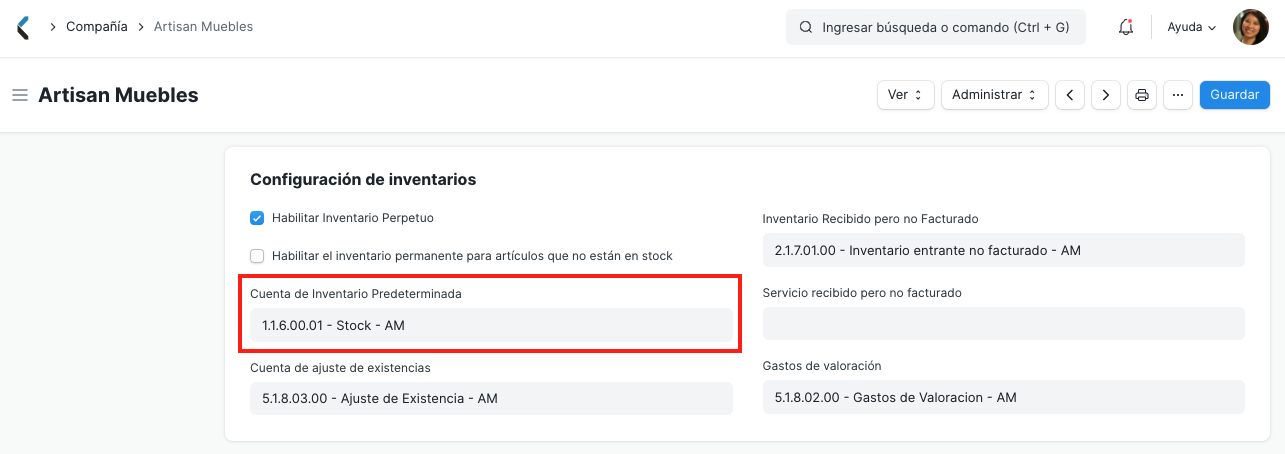 Compañía
Artisan Muebles
Ingresar búsqueda o comando (Ctrl + G)
Ayuda
Artisan Muebles
Ver
Administrar
Guardar
Configuración de inventarios
Habilitar Inventario Perpetuo
Habilitar el inventario permanente para artículos que no están en stock
Cuenta de Inventario Predeterminada
1.1.6.00.01 - Stock - AM
Cuenta de ajuste de existencias
5.1.8.03.00 - Ajuste de Existencia - AM
Inventario Recibido pero no Facturado
2.1.7.01.00 - Inventario entrante no facturado - AM
Servicio recibido pero no facturado
Gastos de valoración
5.1.8.02.00 - Gastos de Valoracion - AM